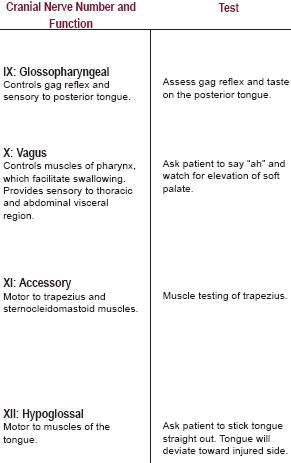 Cranial Nerve Number and
Function
Test
IX: Glossopharyngeal
Controls gag reflex and
sensory to posterior tongue.
Assess gag reflex and taste
on the posterior tongue.
X: Vagus
Controls muscles of pharynx,
which facilitate swallowing.
Provides sensory to thoracic
and abdominal visceral
region.
Ask patient to say “ah” and
watch for elevation of soft
palate.
XI: Accessory
Motor to trapezius and
sternocleidomastoid muscles.
Muscle testing of trapezius.
XII: Hypoglossal
Motor to muscles of the
tongue.
Ask patient to stick tongue
straight out. Tongue will
deviate toward injured side.